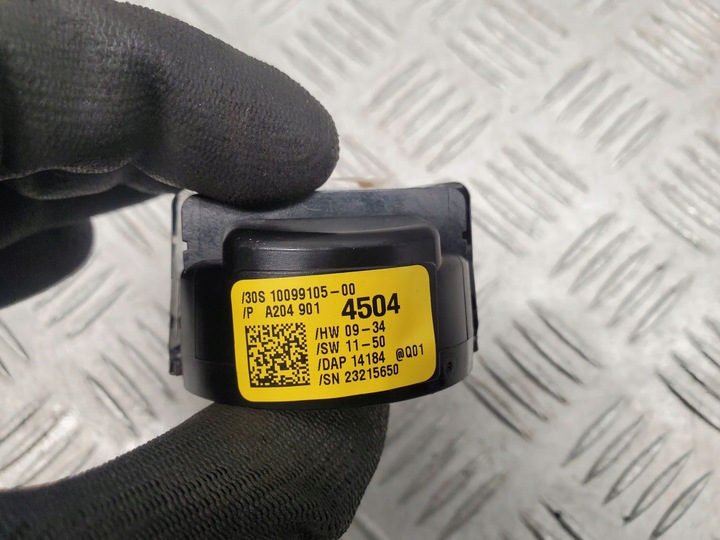 /30S 10099105-00
/P A204 901 4504
/HW 09-34
/SW 11-50
/DAP 14184 @Q01
/SN 23215650